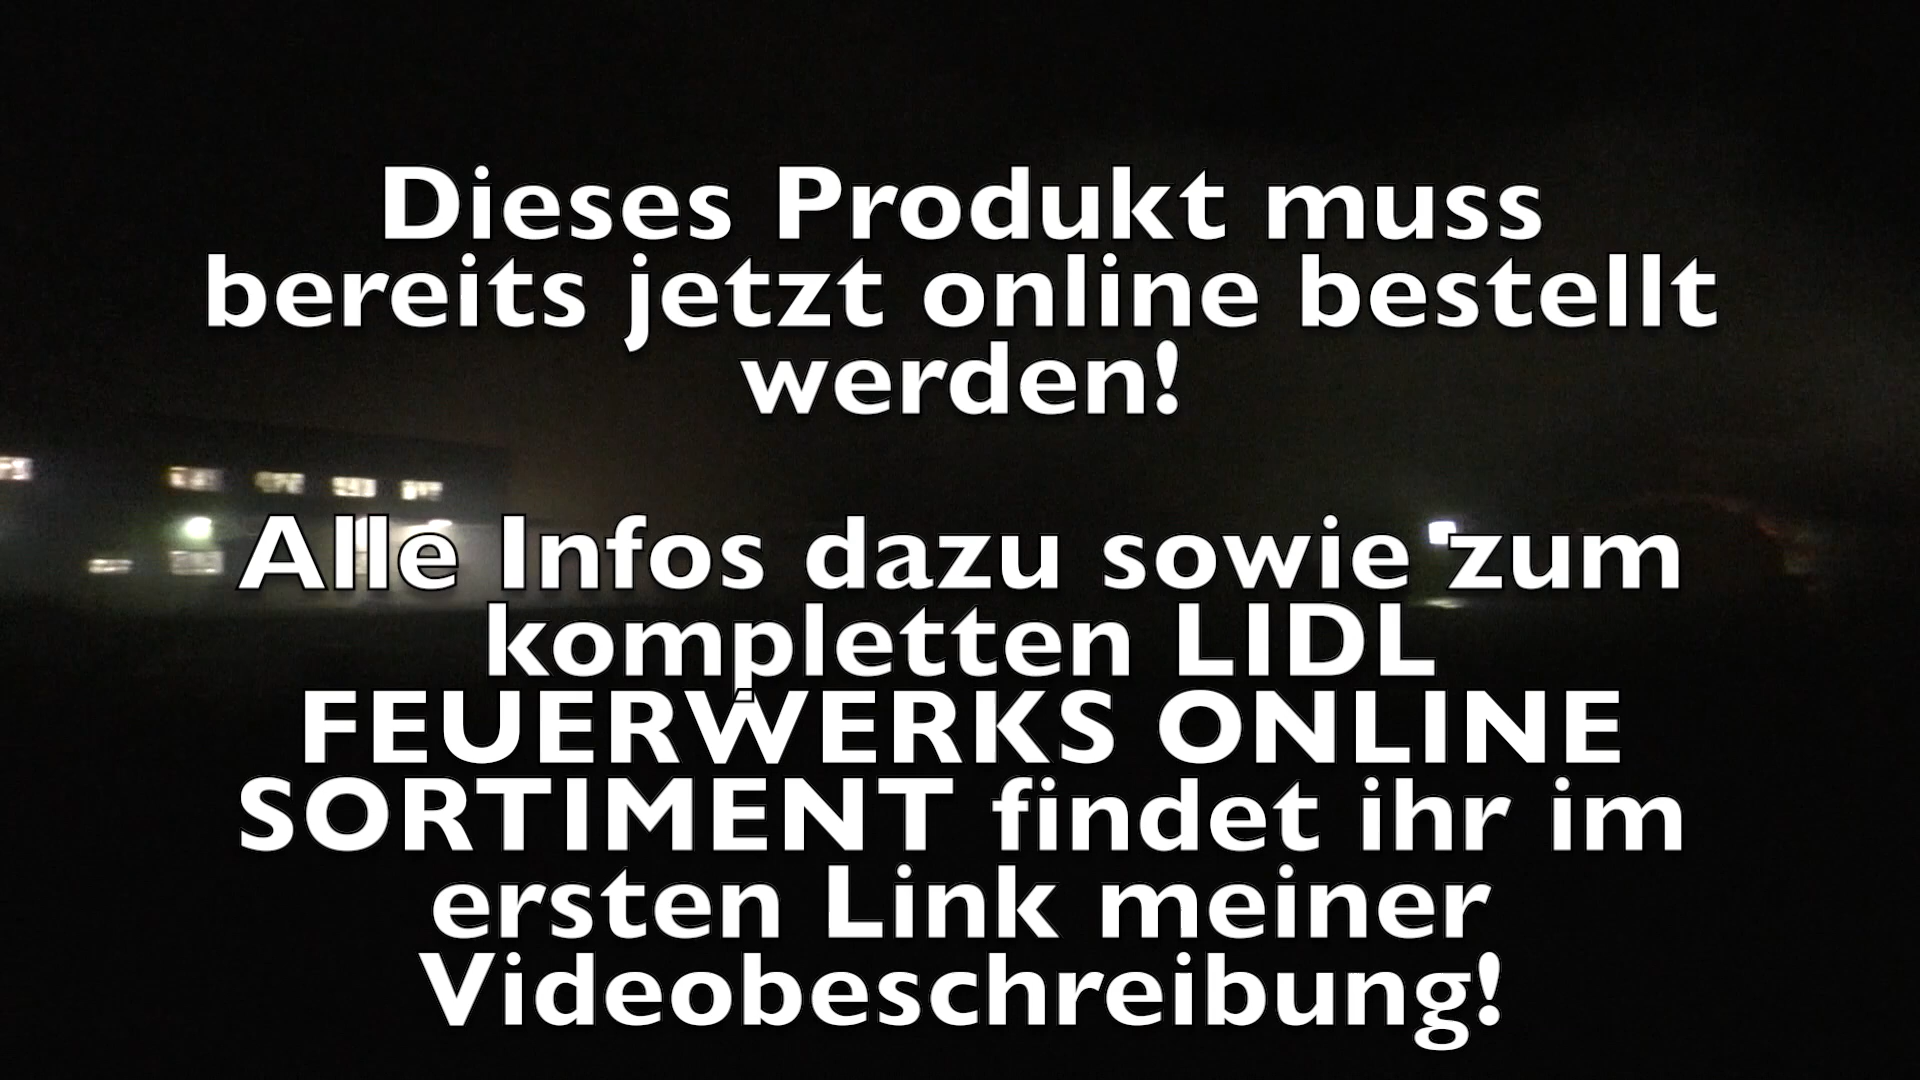 Dieses Produkt muss
bereits jetzt online bestellt
werden!
Alle Infos dazu sowie zum
kompletten LIDL
FEUERWERKS ONLINE
SORTIMENT findet ihr im
ersten Link meiner
Videobeschreibung!